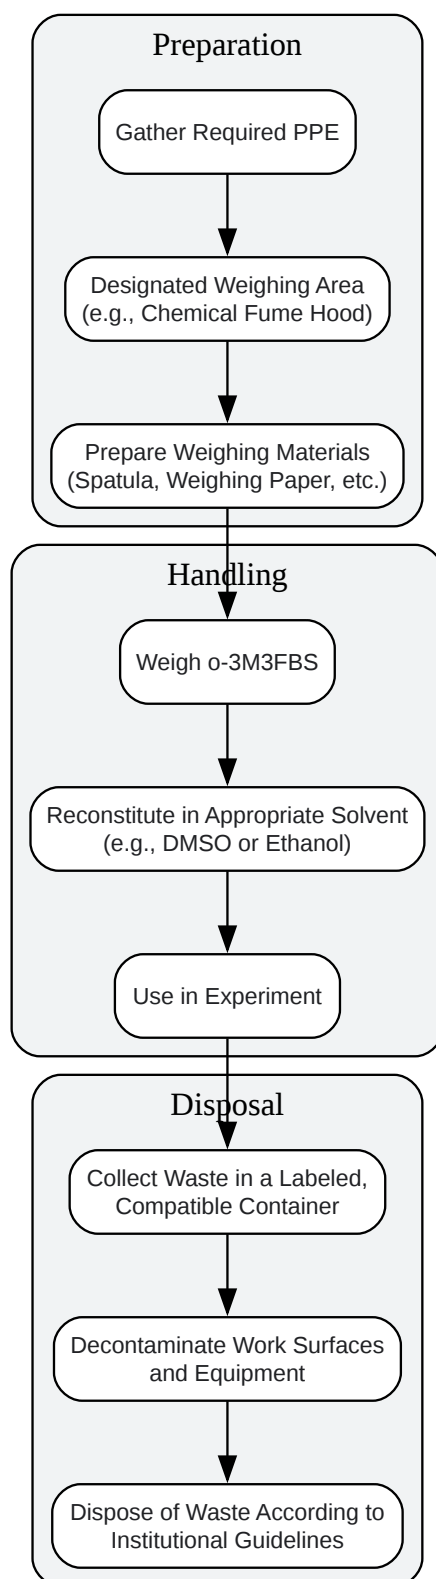 Preparation
Gather Required PPE
Designated Weighing Area
(e.g., Chemical Fume Hood)
Prepare Weighing Materials
(Spatula, Weighing Paper, etc.)
Handling
Weigh o-3M3FBS
Reconstitute in Appropriate Solvent
(e.g., DMSO or Ethanol)
Use in Experiment
Disposal
Collect Waste in a Labeled,
Compatible Container
Decontaminate Work Surfaces
and Equipment
Dispose of Waste According to
Institutional Guidelines